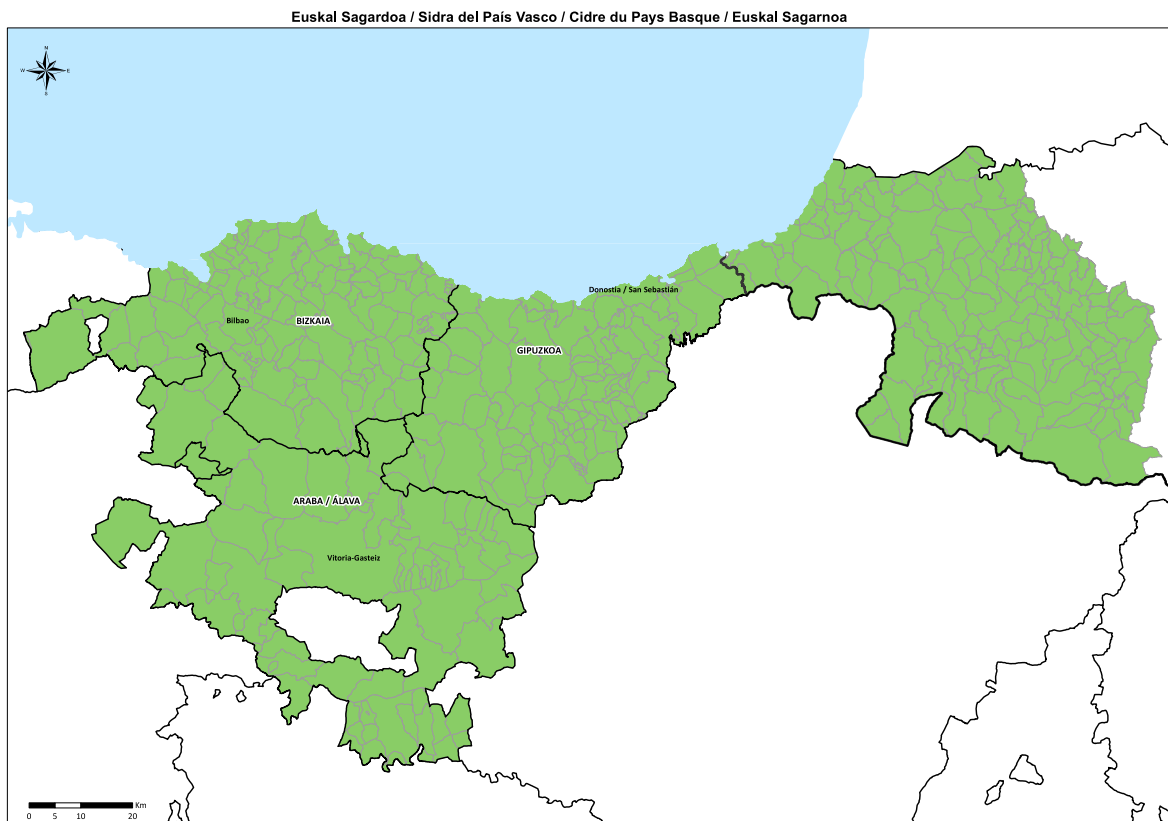 Euskal Sagardoa / Sidra del País Vasco / Cidre du Pays Basque / Euskal Sagarnoa
N
W E
S
Donostia / San Sebastián
Bilbao
BIZKAIA
GIPUZKOA
ARABA / ÁLAVA
Vitoria-Gasteiz
Km
0 5 10 20